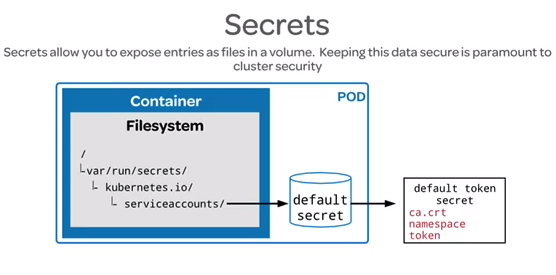 Secrets
Secrets allow you to expose entries as files in a volume. Keeping this data secure is paramount to
cluster security
POD
Container
Filesystem
/
var/run/secrets/
kubernetes.io/
serviceaccounts/
default
secret
default token
secret
ca.crt
namespace
token